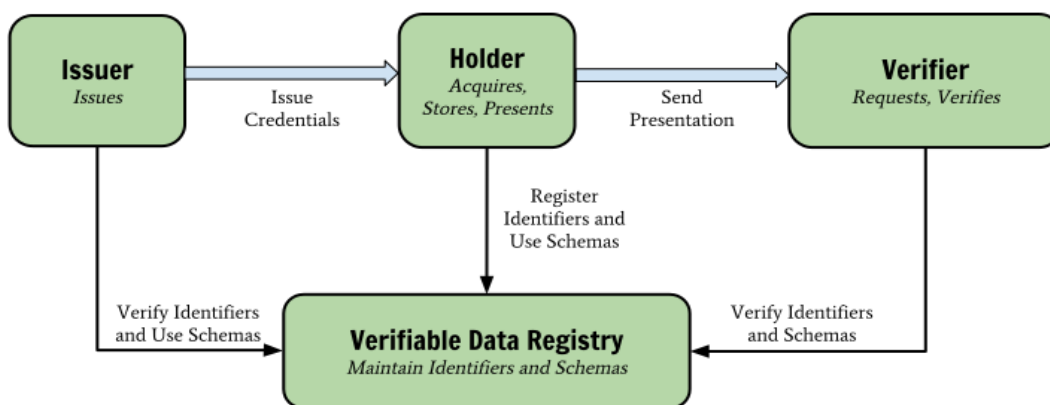 Issuer
Issues
Issue
Credentials
Holder
Acquires,
Stores, Presents
Send
Presentation
Verifier
Requests, Verifies
Register
Identifiers and
Use Schemas
Verify Identifiers
and Use Schemas
Verifiable Data Registry
Maintain Identifiers and Schemas
Verify Identifiers
and Schemas